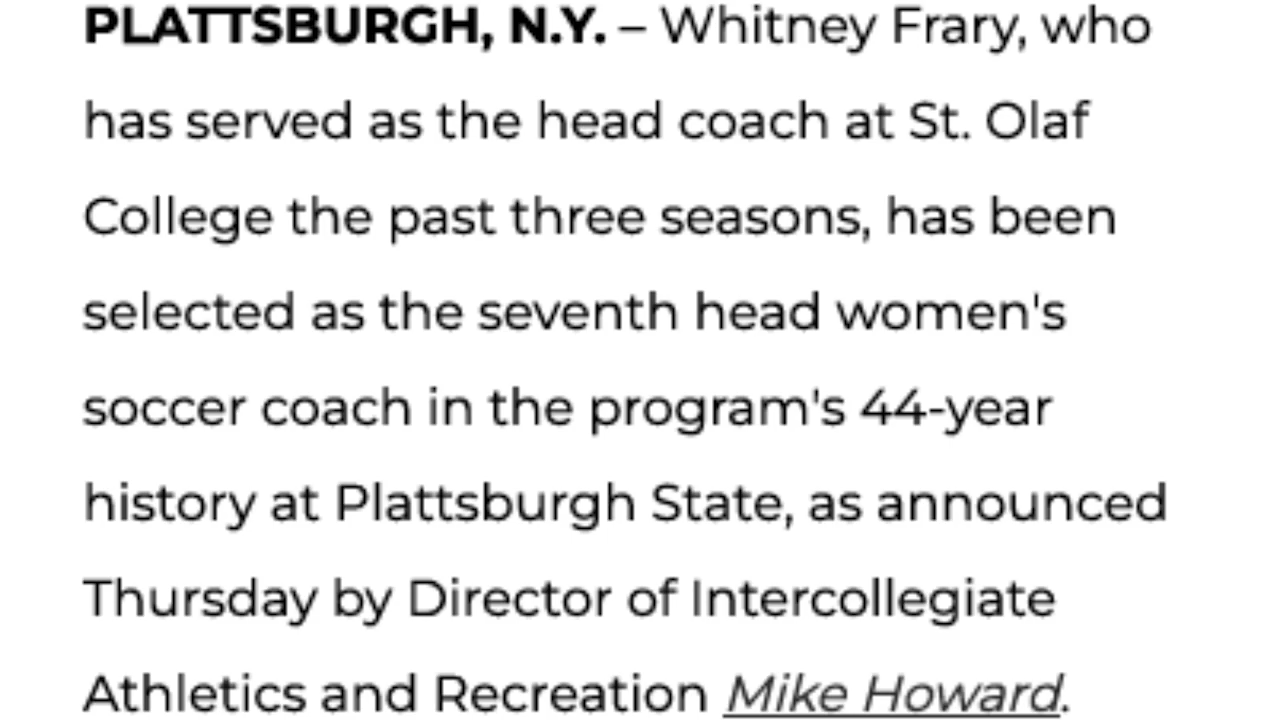 PLATTSBURGH, N.Y. – Whitney Frary, who
has served as the head coach at St. Olaf
College the past three seasons, has been
selected as the seventh head women's
soccer coach in the program's 44-year
history at Plattsburgh State, as announced
Thursday by Director of Intercollegiate
Athletics and Recreation Mike Howard.